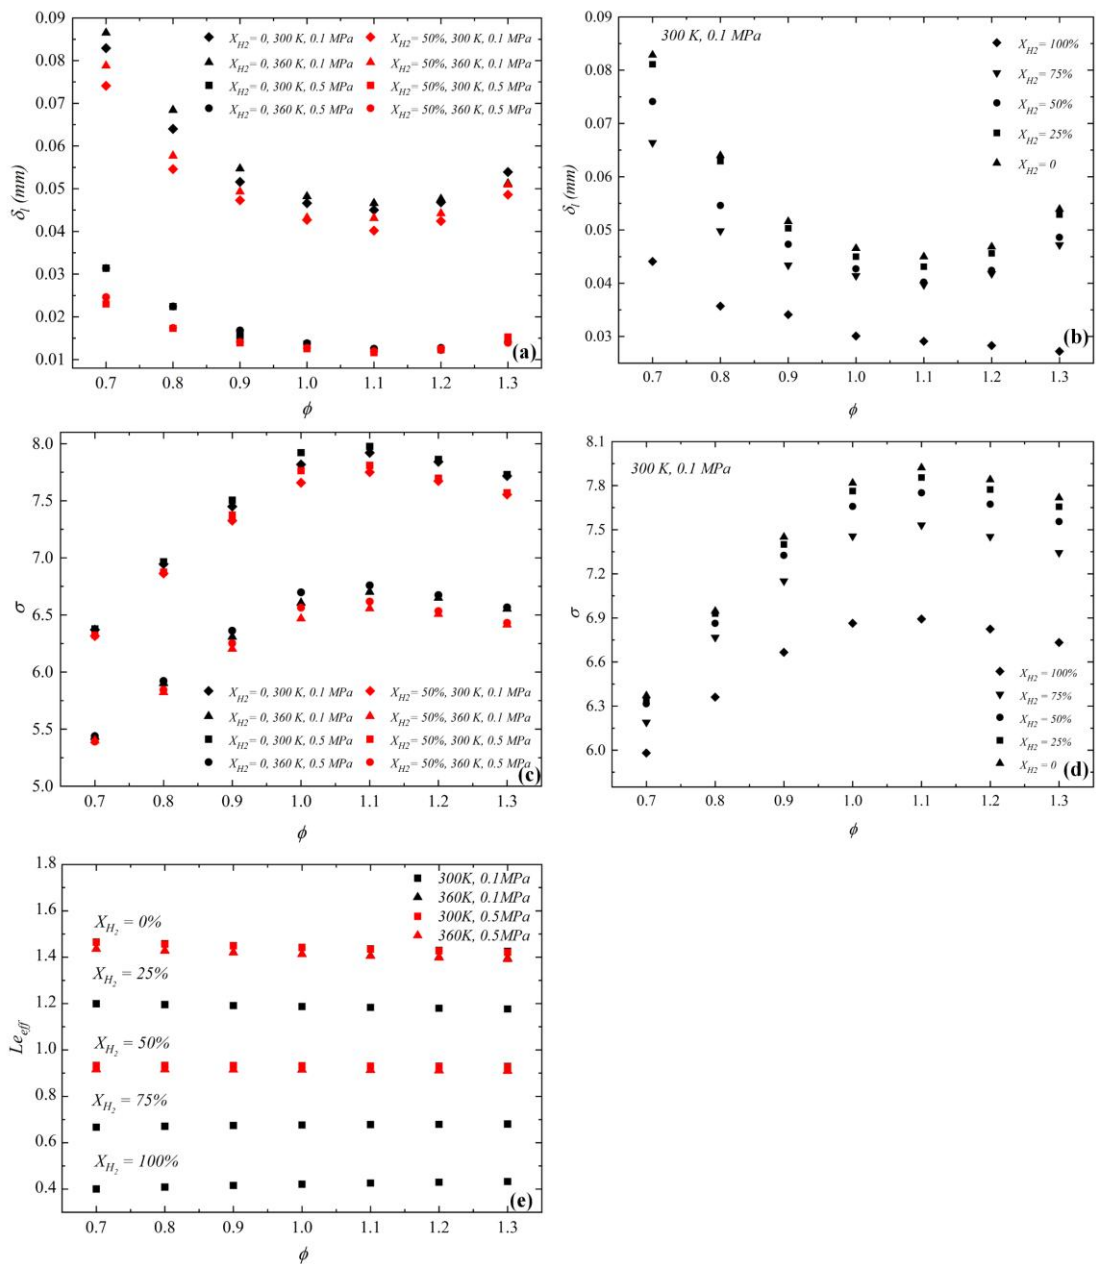 0.09
0.08
0.07
0.06
0.05
0.04
0.03
0.02
0.01
δl (mm)
XH2= 0, 300 K, 0.1 MPa
XH2= 0, 360 K, 0.1 MPa
XH2= 0, 300 K, 0.5 MPa
XH2= 0, 360 K, 0.5 MPa
XH2= 50%, 300 K, 0.1 MPa
XH2= 50%, 360 K, 0.1 MPa
XH2= 50%, 300 K, 0.5 MPa
XH2= 50%, 360 K, 0.5 MPa
(a)
0.7 0.8 0.9 1.0 1.1 1.2 1.3
ϕ
0.09
0.08
0.07
0.06
0.05
0.04
0.03
δl (mm)
300 K, 0.1 MPa
XH2= 100%
XH2= 75%
XH2= 50%
XH2= 25%
XH2= 0
(b)
0.7 0.8 0.9 1.0 1.1 1.2 1.3
ϕ
8.0
7.5
7.0
6.5
6.0
5.5
5.0
σ
XH2= 0, 300 K, 0.1 MPa
XH2= 0, 360 K, 0.1 MPa
XH2= 0, 300 K, 0.5 MPa
XH2= 0, 360 K, 0.5 MPa
XH2= 50%, 300 K, 0.1 MPa
XH2= 50%, 360 K, 0.1 MPa
XH2= 50%, 300 K, 0.5 MPa
XH2= 50%, 360 K, 0.5 MPa
(c)
0.7 0.8 0.9 1.0 1.1 1.2 1.3
ϕ
8.1
7.8
7.5
7.2
6.9
6.6
6.3
6.0
σ
300 K, 0.1 MPa
XH2= 100%
XH2= 75%
XH2= 50%
XH2= 25%
XH2= 0
(d)
0.7 0.8 0.9 1.0 1.1 1.2 1.3
ϕ
1.8
1.6
1.4
1.2
1.0
0.8
0.6
0.4
Leeff
300K, 0.1MPa
360K, 0.1MPa
300K, 0.5MPa
360K, 0.5MPa
XH2 = 0%
XH2 = 25%
XH2 = 50%
XH2 = 75%
XH2 = 100%
(e)
0.7 0.8 0.9 1.0 1.1 1.2 1.3
ϕ